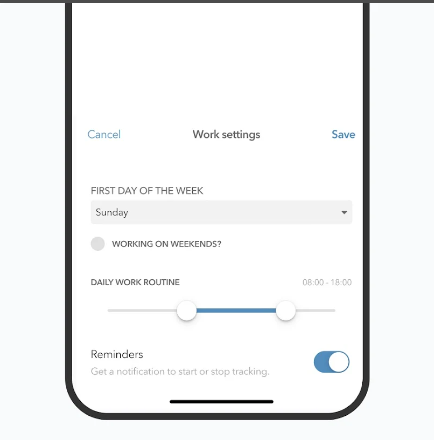 Cancel Work settings Save
FIRST DAY OF THE WEEK
Sunday
WORKING ON WEEKENDS?
DAILY WORK ROUTINE 08:00 - 18:00
Reminders
Get a notification to start or stop tracking.